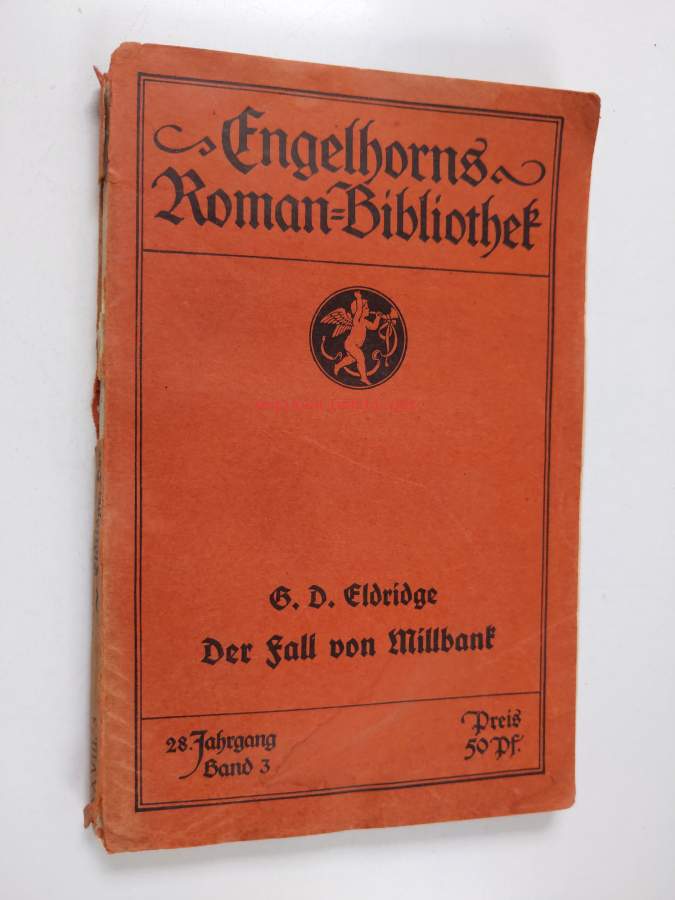 Engelhorns
Roman=Bibliothek
G. D. Eldridge
Der Fall von Millbank
28. Jahrgang
Band 3
Preis
50 Pf.